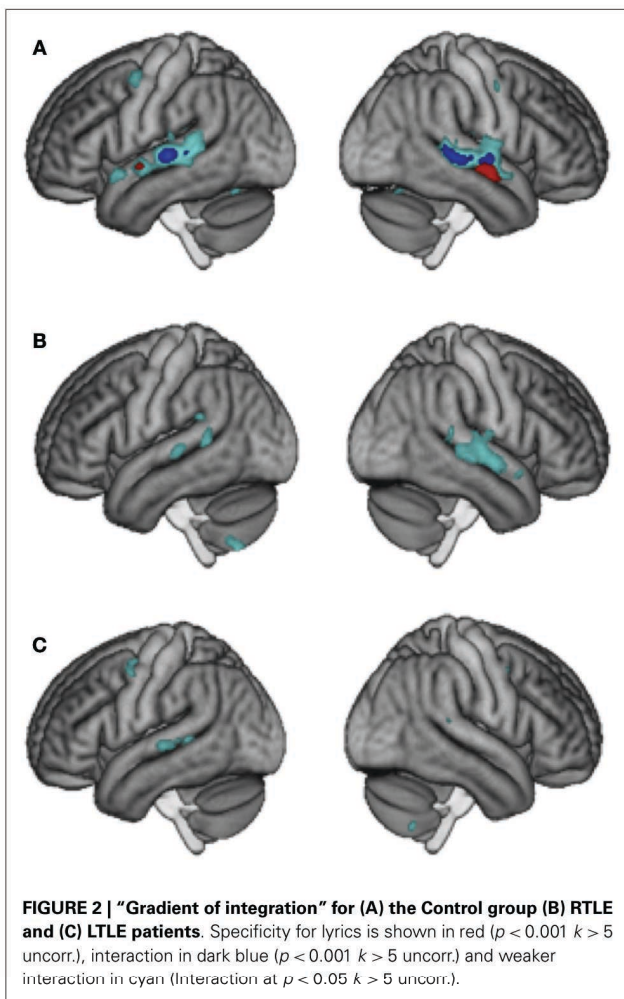 A
B
C
FIGURE 2 | “Gradient of integration” for (A) the Control group (B) RTLE
and (C) LTLE patients. Specificity for lyrics is shown in red (p < 0.001 k > 5
uncorr.), interaction in dark blue (p < 0.001 k > 5 uncorr.) and weaker
interaction in cyan (Interaction at p < 0.05 k > 5 uncorr.).